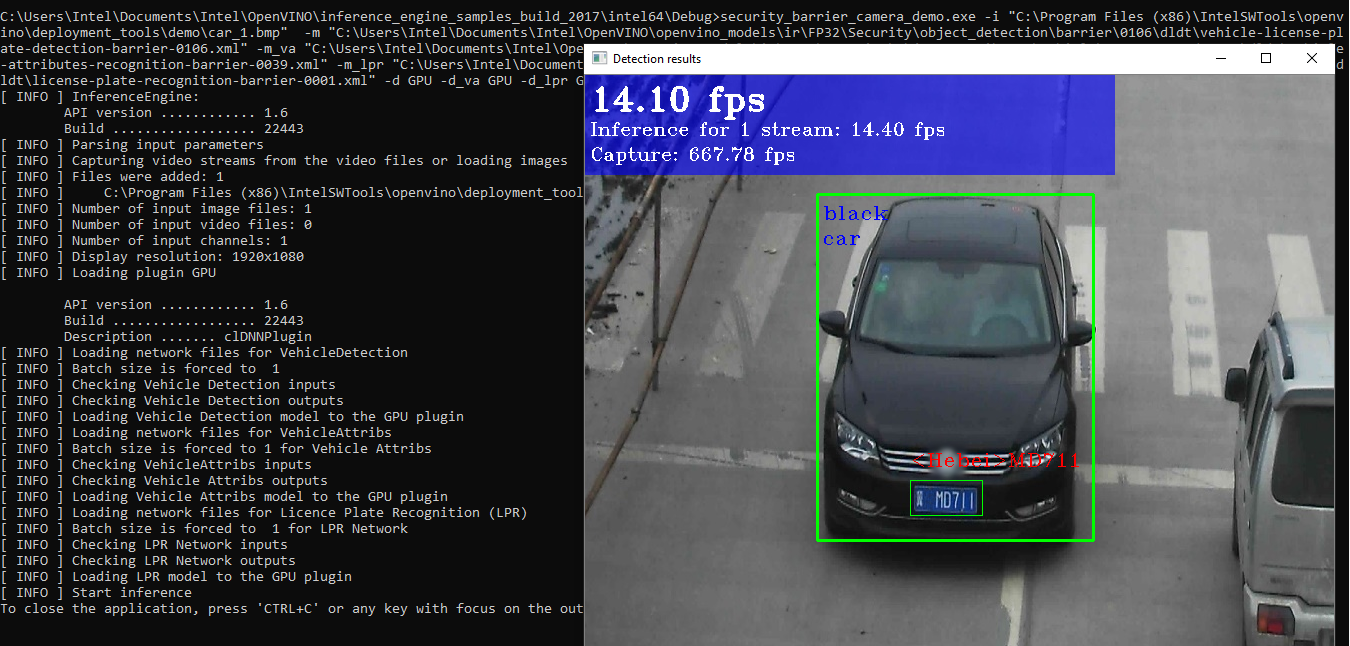 C:\Users\Intel\Documents\Intel\OpenVINO\inference_engine_samples_build_2017\intel64\Debug>security_barrier_camera_demo.exe -i "C:\Program Files (x86)\IntelSWTools\openv
ino\deployment_tools\demo\car_1.bmp"  -m "C:\Users\Intel\Documents\Intel\OpenVINO\openvino_models\ir\FP32\Security\object_detection\barrier\0106\dldt\vehicle-license-pl
ate-detection-barrier-0106.xml" -m_va "C:\Users\Intel\Documents\Intel\Ope
-attributes-recognition-barrier-0039.xml" -m_lpr "C:\Users\Intel\Document
ldt\license-plate-recognition-barrier-0001.xml" -d GPU -d_va GPU -d_lpr G
[ INFO ] InferenceEngine:
API version ............ 1.6
Build .................. 22443
[ INFO ] Parsing input parameters
[ INFO ] Capturing video streams from the video files or loading images
[ INFO ] Files were added: 1
[ INFO ]     C:\Program Files (x86)\IntelSWTools\openvino\deployment_tool
[ INFO ] Number of input image files: 1
[ INFO ] Number of input video files: 0
[ INFO ] Number of input channels: 1
[ INFO ] Display resolution: 1920x1080
[ INFO ] Loading plugin GPU
API version ............ 1.6
Build .................. 22443
Description ....... clDNNPlugin
[ INFO ] Loading network files for VehicleDetection
[ INFO ] Batch size is forced to  1
[ INFO ] Checking Vehicle Detection inputs
[ INFO ] Checking Vehicle Detection outputs
[ INFO ] Loading Vehicle Detection model to the GPU plugin
[ INFO ] Loading network files for VehicleAttribs
[ INFO ] Batch size is forced to 1 for Vehicle Attribs
[ INFO ] Checking VehicleAttribs inputs
[ INFO ] Checking Vehicle Attribs outputs
[ INFO ] Loading Vehicle Attribs model to the GPU plugin
[ INFO ] Loading network files for Licence Plate Recognition (LPR)
[ INFO ] Batch size is forced to  1 for LPR Network
[ INFO ] Checking LPR Network inputs
[ INFO ] Checking LPR Network outputs
[ INFO ] Loading LPR model to the GPU plugin
[ INFO ] Start inference
To close the application, press 'CTRL+C' or any key with focus on the out
Detection results
14.10 fps
Inference for 1 stream: 14.40 fps
Capture: 667.78 fps
black
car
<Hebei>MD711
MD711